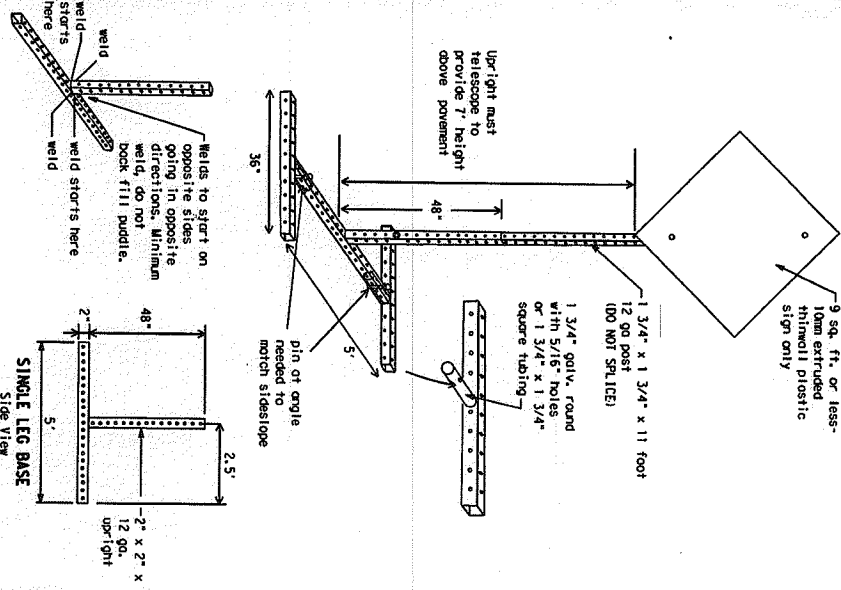 9 sq. ft. or less-
10mm extruded
thinwall plastic
sign only
1 3/4" x 1 3/4" x 11 foot
12 ga post
(DO NOT SPLICE)
1 3/4" galv. round
with 5/16" holes
or 1 3/4" x 1 3/4"
square tubing
Upright must
telescope to
provide 7' height
above pavement
48"
36"
5'
pin at angle
needed to
match sideslope
weld
weld
starts
here
weld starts here
weld
Welds to start on
opposite sides
going in opposite
directions. Minimum
weld, do not
back fill puddle.
48"
2"
5'
2.5'
2" x 2" x
12 ga.
upright
SINGLE LEG BASE
Side View